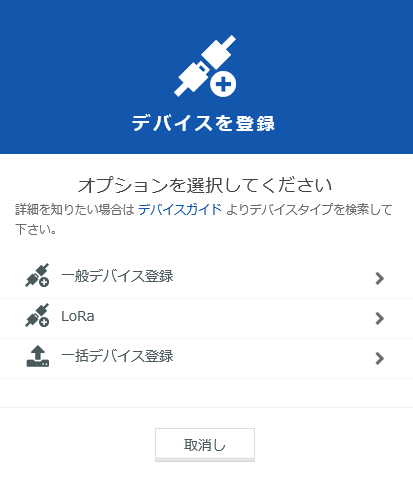 デバイスを登録
オプションを選択してください
詳細を知りたい場合は デバイスガイド よりデバイスタイプを検索して
下さい。
一般デバイス登録
LoRa
一括デバイス登録
取消し